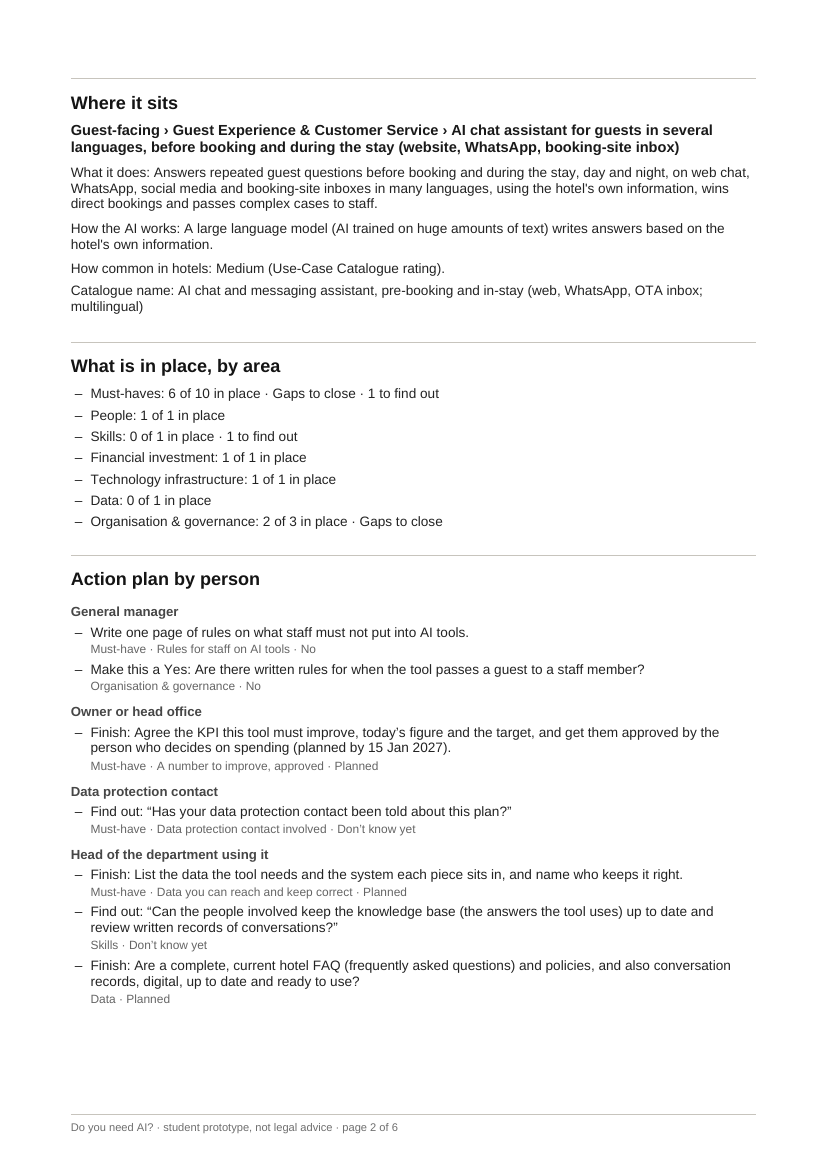 Where it sits
Guest-facing › Guest Experience & Customer Service › AI chat assistant for guests in several
languages, before booking and during the stay (website, WhatsApp, booking-site inbox)
What it does: Answers repeated guest questions before booking and during the stay, day and night, on web chat,
WhatsApp, social media and booking-site inboxes in many languages, using the hotel's own information, wins
direct bookings and passes complex cases to staff.
How the AI works: A large language model (AI trained on huge amounts of text) writes answers based on the
hotel's own information.
How common in hotels: Medium (Use-Case Catalogue rating).
Catalogue name: AI chat and messaging assistant, pre-booking and in-stay (web, WhatsApp, OTA inbox;
multilingual)
What is in place, by area
– Must-haves: 6 of 10 in place · Gaps to close · 1 to find out
– People: 1 of 1 in place
– Skills: 0 of 1 in place · 1 to find out
– Financial investment: 1 of 1 in place
– Technology infrastructure: 1 of 1 in place
– Data: 0 of 1 in place
– Organisation & governance: 2 of 3 in place · Gaps to close
Action plan by person
General manager
– Write one page of rules on what staff must not put into AI tools.
Must-have · Rules for staff on AI tools · No
– Make this a Yes: Are there written rules for when the tool passes a guest to a staff member?
Organisation & governance · No
Owner or head office
– Finish: Agree the KPI this tool must improve, today’s figure and the target, and get them approved by the
person who decides on spending (planned by 15 Jan 2027).
Must-have · A number to improve, approved · Planned
Data protection contact
– Find out: “Has your data protection contact been told about this plan?”
Must-have · Data protection contact involved · Don’t know yet
Head of the department using it
– Finish: List the data the tool needs and the system each piece sits in, and name who keeps it right.
Must-have · Data you can reach and keep correct · Planned
– Find out: “Can the people involved keep the knowledge base (the answers the tool uses) up to date and
review written records of conversations?”
Skills · Don’t know yet
– Finish: Are a complete, current hotel FAQ (frequently asked questions) and policies, and also conversation
records, digital, up to date and ready to use?
Data · Planned
Do you need AI? · student prototype, not legal advice · page 2 of 6